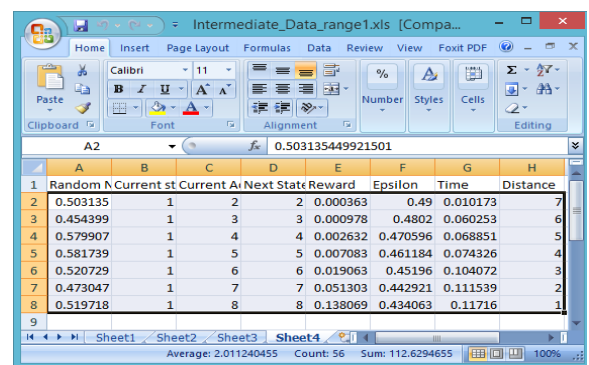 Intermediate_Data_range1.xls [Compa...
Home Insert Page Layout Formulas Data Review View Foxit PDF
Paste
Calibri 11
B I U A A
% Number
A Styles
Cells
Σ
Clipboard Font Alignment Editing
A2 fx 0.503135449921501
A B C D E F G H
1 Random N Current st Current A Next State Reward Epsilon Time Distance
2 0.503135 1 2 2 0.000363 0.49 0.010173 7
3 0.454399 1 3 3 0.000978 0.4802 0.060253 6
4 0.579907 1 4 4 0.002632 0.470596 0.068851 5
5 0.581739 1 5 5 0.007083 0.461184 0.074326 4
6 0.520729 1 6 6 0.019063 0.45196 0.104072 3
7 0.473047 1 7 7 0.051303 0.442921 0.111539 2
8 0.519718 1 8 8 0.138069 0.434063 0.11716 1
9
Sheet1 Sheet2 Sheet3 Sheet4
Average: 2.011240455 Count: 56 Sum: 112.6294655 100%